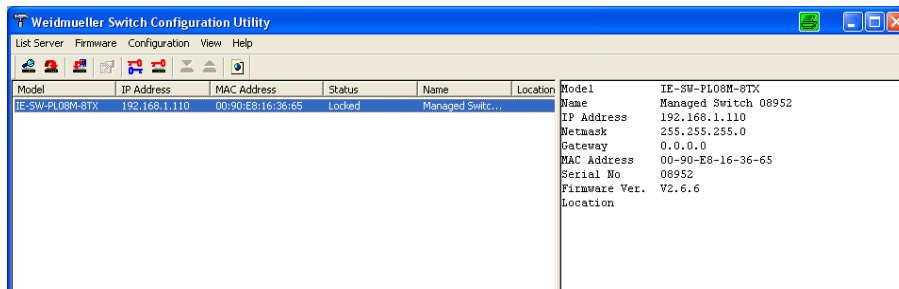 Weidmueller Switch Configuration Utility
List Server Firmware Configuration View Help
Model IP Address MAC Address Status Name Location
IE-SW-PL08M-8TX 192.168.1.110 00:90:E8:16:36:65 Locked Managed Switc...
Model IE-SW-PL08M-8TX
Name Managed Switch 08952
IP Address 192.168.1.110
Netmask 255.255.255.0
Gateway 0.0.0.0
MAC Address 00-90-E8-16-36-65
Serial No 08952
Firmware Ver. V2.6.6
Location